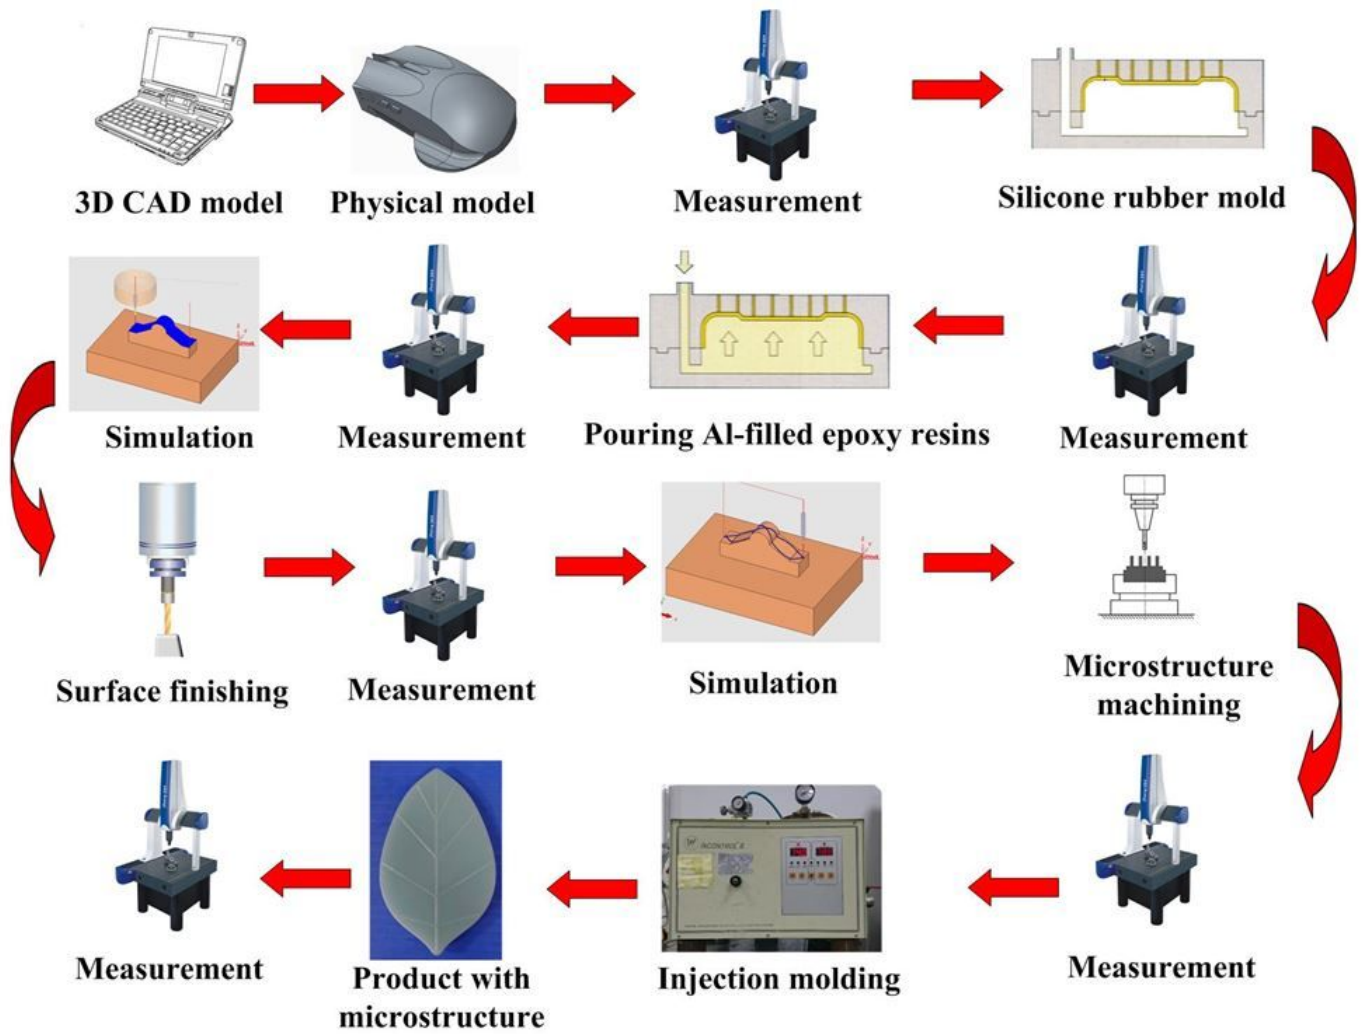 3D CAD model
Physical model
Measurement
Silicone rubber mold
Simulation
Measurement
Pouring Al-filled epoxy resins
Measurement
Surface finishing
Measurement
Simulation
Microstructure
machining
Measurement
Product with
microstructure
Injection molding
Measurement